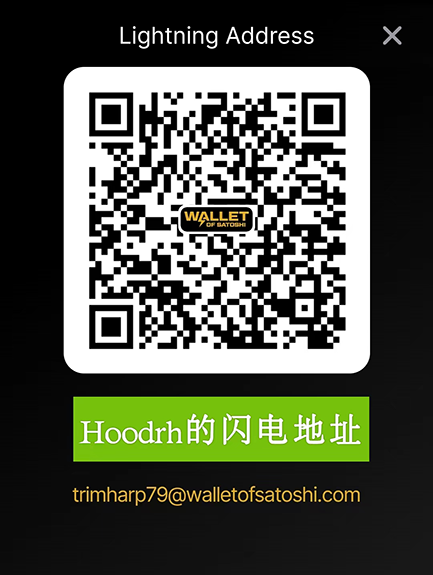 Lightning Address
WALLET
OF SATOSHI
Hoodrh的闪电地址
trimharp79@walletofsatoshi.com